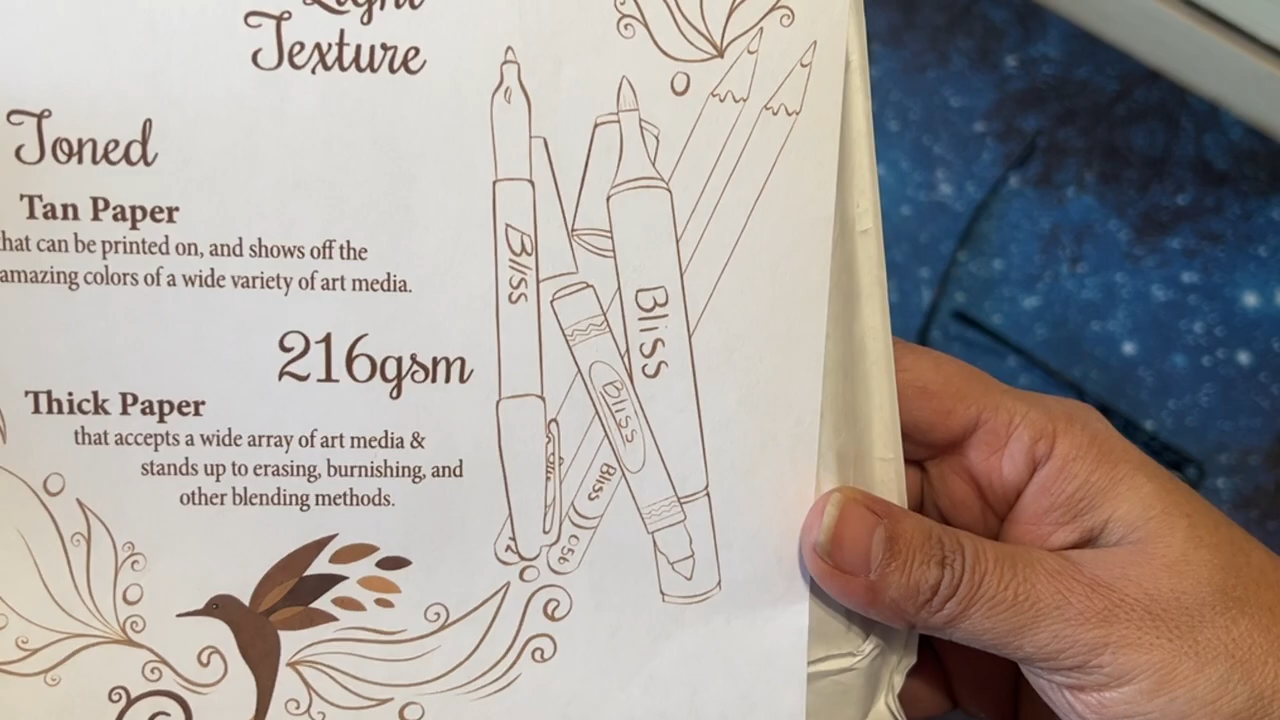 Light
Texture
Toned
Tan Paper
hat can be printed on, and shows off the
amazing colors of a wide variety of art media.
216gsm
Thick Paper
that accepts a wide array of art media &
stands up to erasing, burnishing, and
other blending methods.
Bliss
Bliss
Bliss
Bliss